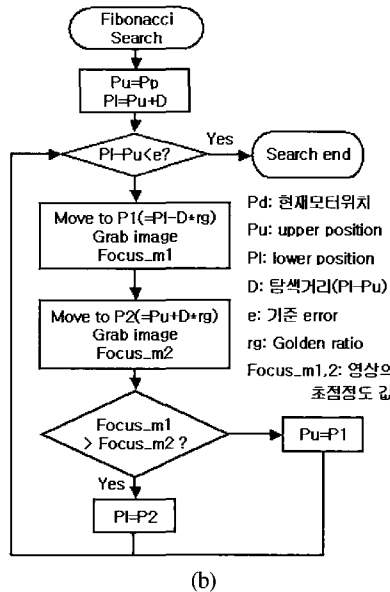 Fibonacci
Search
Pu=Pp
Pl=Pu+D
Pl-Pu<e?
Yes
Search end
Move to P1(=Pl-D*rg)
Grab image
Focus_m1
Move to P2(=Pu+D*rg)
Grab image
Focus_m2
Focus_m1
> Focus_m2 ?
Pu=P1
Yes
Pl=P2
Pd: 현재모터위치
Pu: upper position
Pl: lower position
D: 탐색거리(Pl-Pu)
e: 기준 error
rg: Golden ratio
Focus_m1,2: 영상의
초점정도 값
(b)